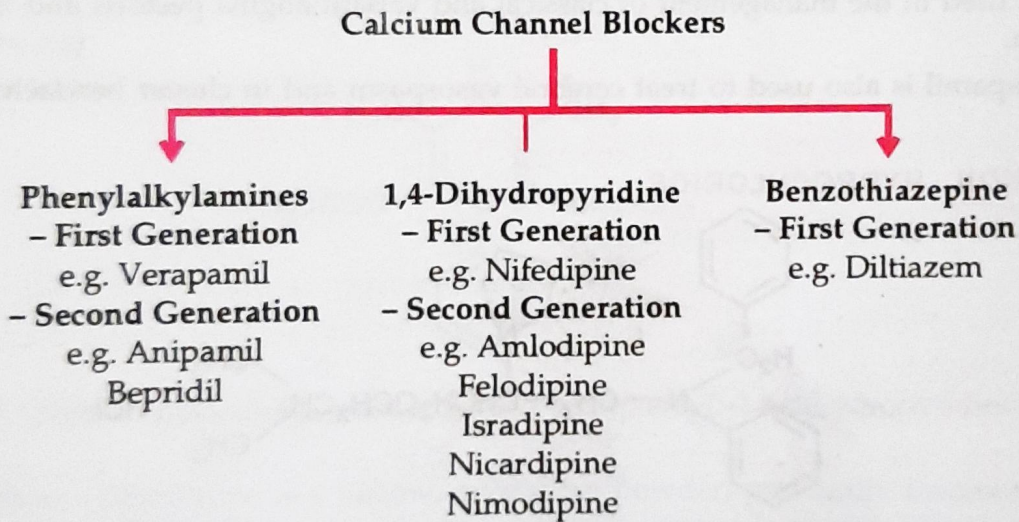 Calcium Channel Blockers
Phenylalkylamines
– First Generation
e.g. Verapamil
– Second Generation
e.g. Anipamil
Bepridil
1,4-Dihydropyridine
– First Generation
e.g. Nifedipine
– Second Generation
e.g. Amlodipine
Felodipine
Isradipine
Nicardipine
Nimodipine
Benzothiazepine
– First Generation
e.g. Diltiazem